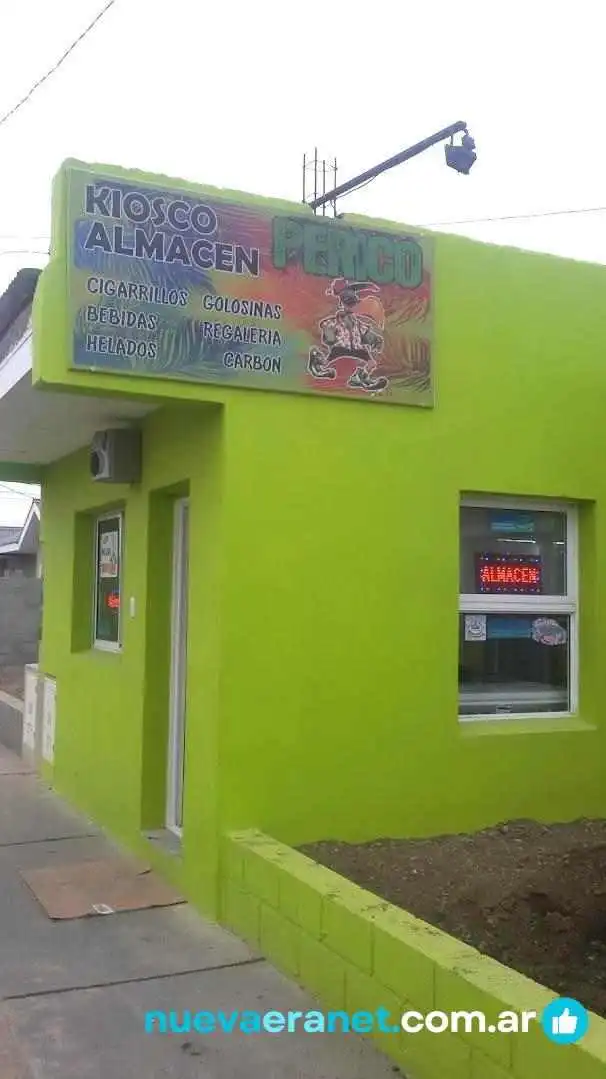 KIOSCO
ALMACEN
PERICO
CIGARRILLOS GOLOSINAS
BEBIDAS REGALERIA
HELADOS CARBON
ALMACEN
nuevaeranet.com.ar